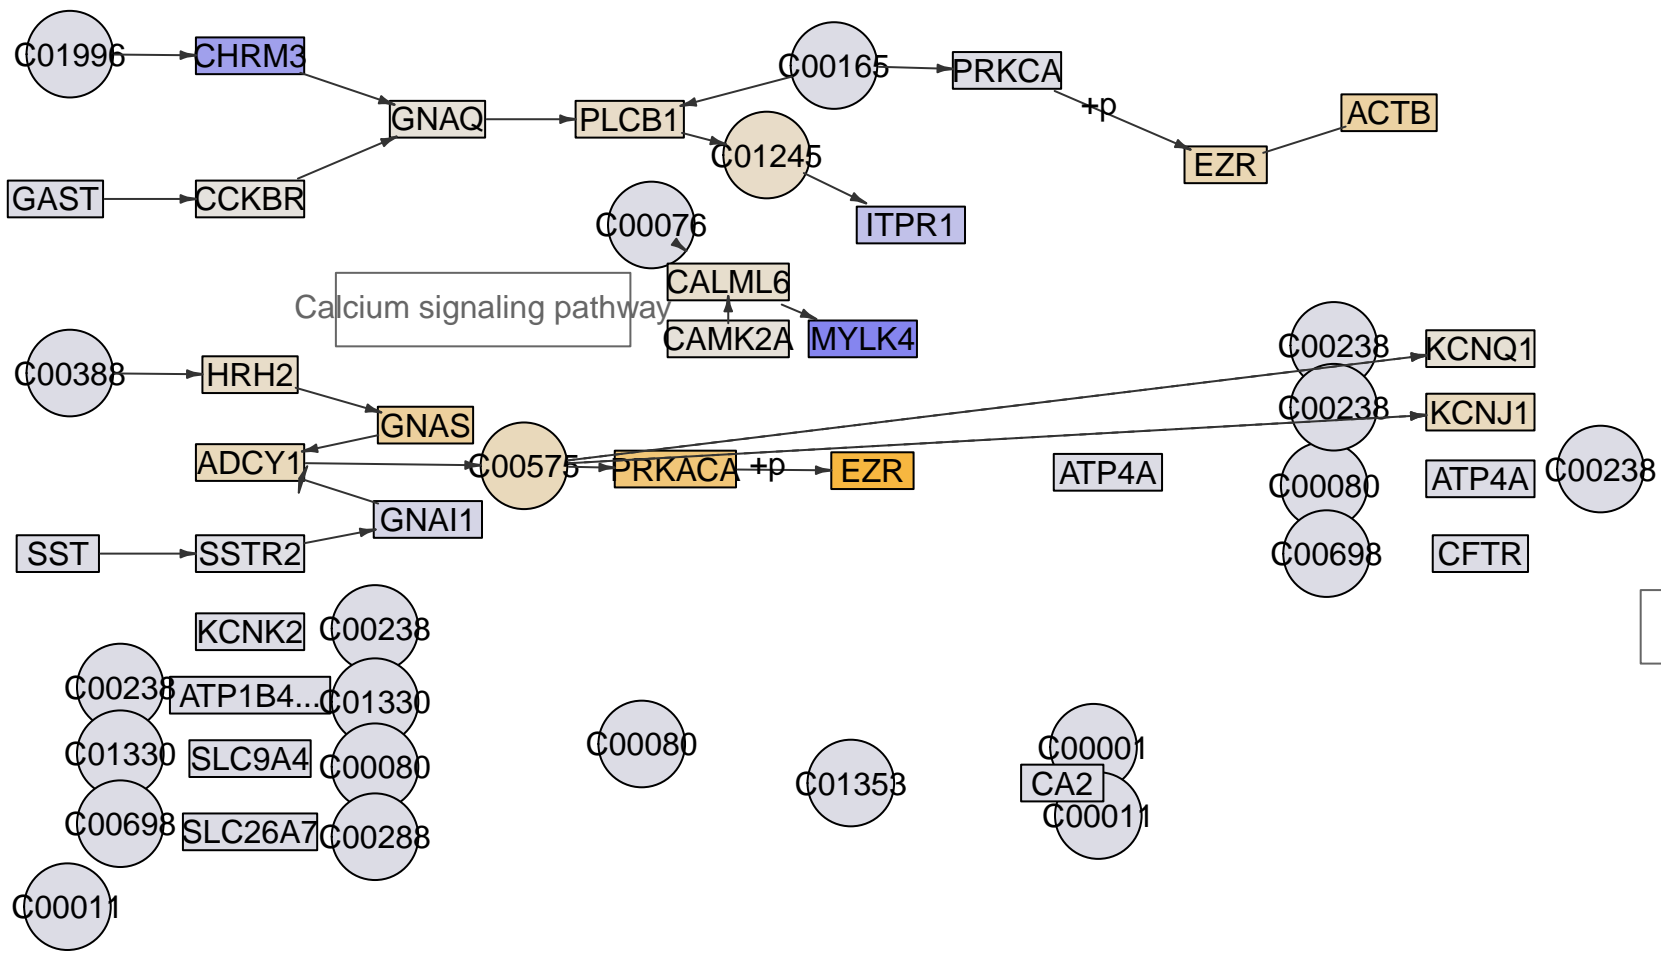 C01996
CHRM3
C00165
PRKCA
+p
ACTB
GNAQ
PLCB1
C01245
EZR
GAST
CCKBR
C00076
ITPR1
CALML6
Calcium signaling pathway
CAMK2A
MYLK4
C00238
KCNQ1
C00388
HRH2
C00238
KCNJ1
GNAS
ADCY1
C00575
PRKACA
+p
EZR
ATP4A
C00080
ATP4A
C00238
GNAI1
SST
SSTR2
C00698
CFTR
KCNK2
C00238
C00238
ATP1B4...
C01330
C01330
SLC9A4
C00080
C00080
C01353
C00001
CA2
C00011
C00698
SLC26A7
C00288
C00011